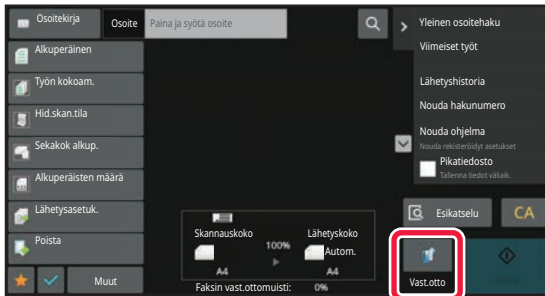 Osoitekirja
Osoite
Paina ja syötä osoite
Alkuperäinen
Työn kokoam.
Hid.skan.tila
Sekakok alkup.
Alkuperäisten määrä
Lähetysasetuk.
Poista
Muut
Skannauskoko
100%
Lähetyskoko
Autom.
A4
A4
Faksin vast.ottomuisti:
0%
Yleinen osoitehaku
Viimeiset työt
Lähetyshistoria
Nouda hakunumero
Nouda ohjelma
Nouda rekisteröidyt asetukset
Pikatiedosto
Tallenna tiedot väliaik.
Esikatselu
CA
Vast.otto